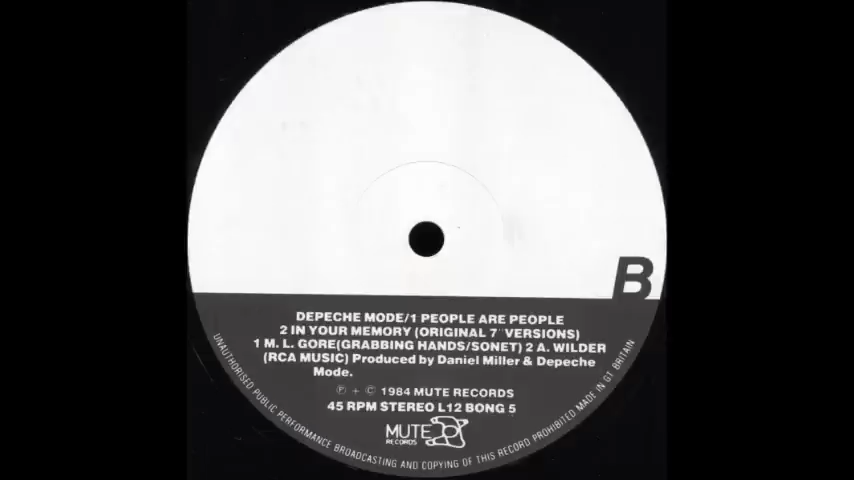 B
DEPECHE MODE/1 PEOPLE ARE PEOPLE
2 IN YOUR MEMORY (ORIGINAL 7" VERSIONS)
1 M. L. GORE(GRABBING HANDS/SONET) 2 A. WILDER
(RCA MUSIC) Produced by Daniel Miller & Depeche
Mode.
Ⓟ + © 1984 MUTE RECORDS
45 RPM STEREO L12 BONG 5
MUTE
RECORDS
UNAUTHORISED PUBLIC PERFORMANCE BROADCASTING AND COPYING OF THIS RECORD PROHIBITED MADE IN GT BRITAIN